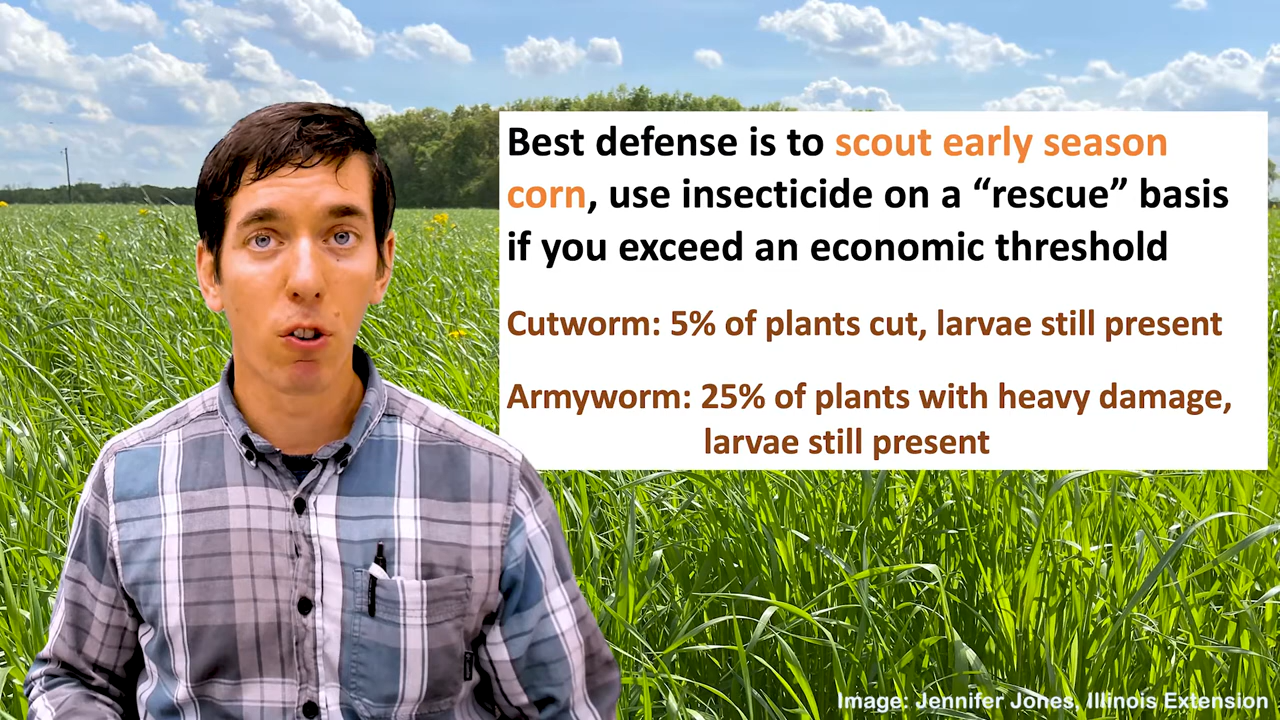 Best defense is to scout early season
corn, use insecticide on a “rescue” basis
if you exceed an economic threshold
Cutworm: 5% of plants cut, larvae still present
Armyworm: 25% of plants with heavy damage,
larvae still present
Image: Jennifer Jones, Illinois Extension